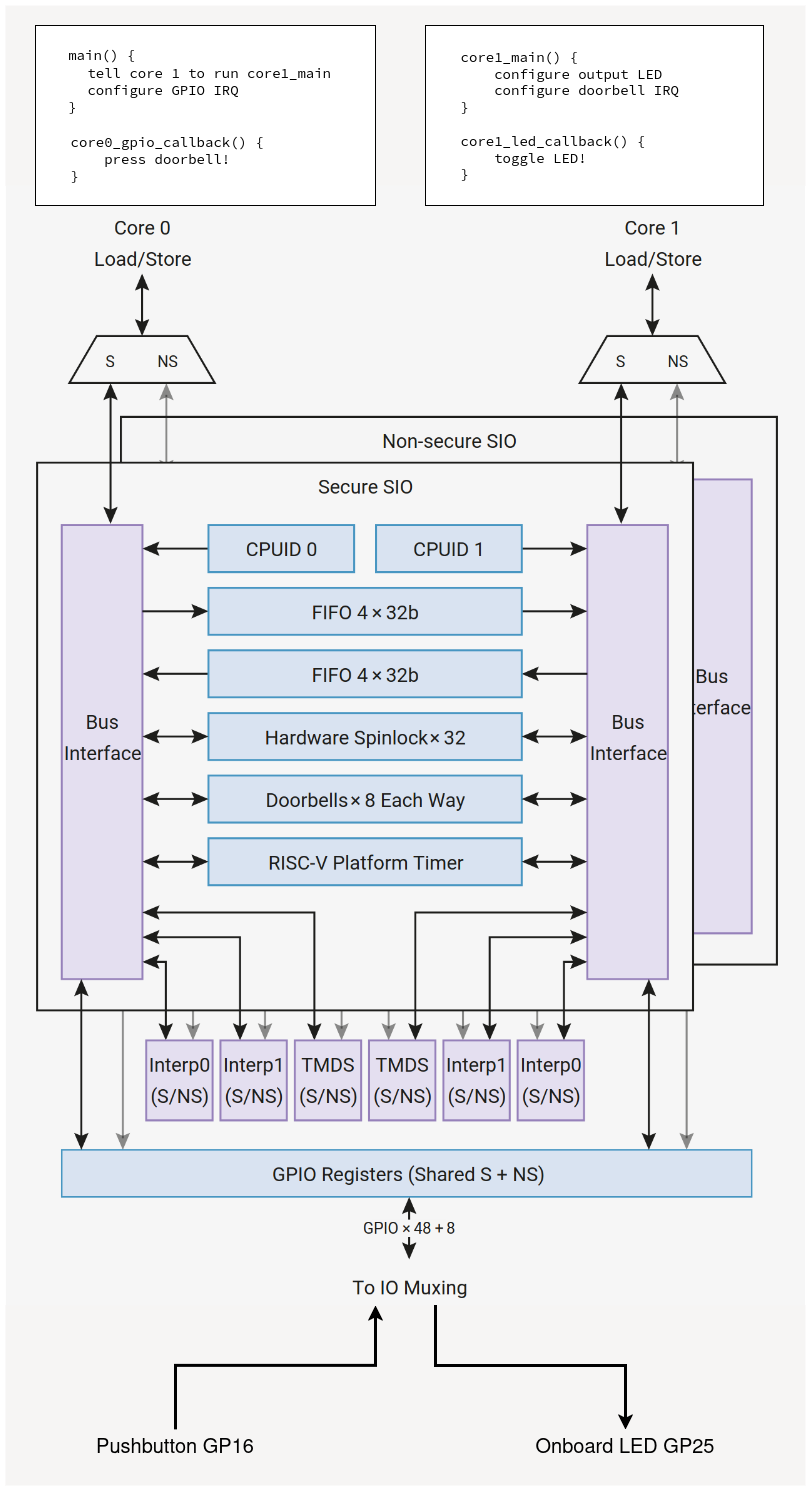 main() {
tell core 1 to run core1_main
configure GPIO IRQ
}
core0_gpio_callback() {
press doorbell!
}
core1_main() {
configure output LED
configure doorbell IRQ
}
core1_led_callback() {
toggle LED!
}
Core 0
Load/Store
Core 1
Load/Store
S NS
S NS
Non-secure SIO
Secure SIO
Bus
Interface
CPUID 0
CPUID 1
FIFO 4 × 32b
FIFO 4 × 32b
Hardware Spinlock × 32
Doorbells × 8 Each Way
RISC-V Platform Timer
Bus
Interface
Bus
terface
Interp0
(S/NS)
Interp1
(S/NS)
TMDS
(S/NS)
TMDS
(S/NS)
Interp1
(S/NS)
Interp0
(S/NS)
GPIO Registers (Shared S + NS)
GPIO × 48 + 8
To IO Muxing
Pushbutton GP16
Onboard LED GP25